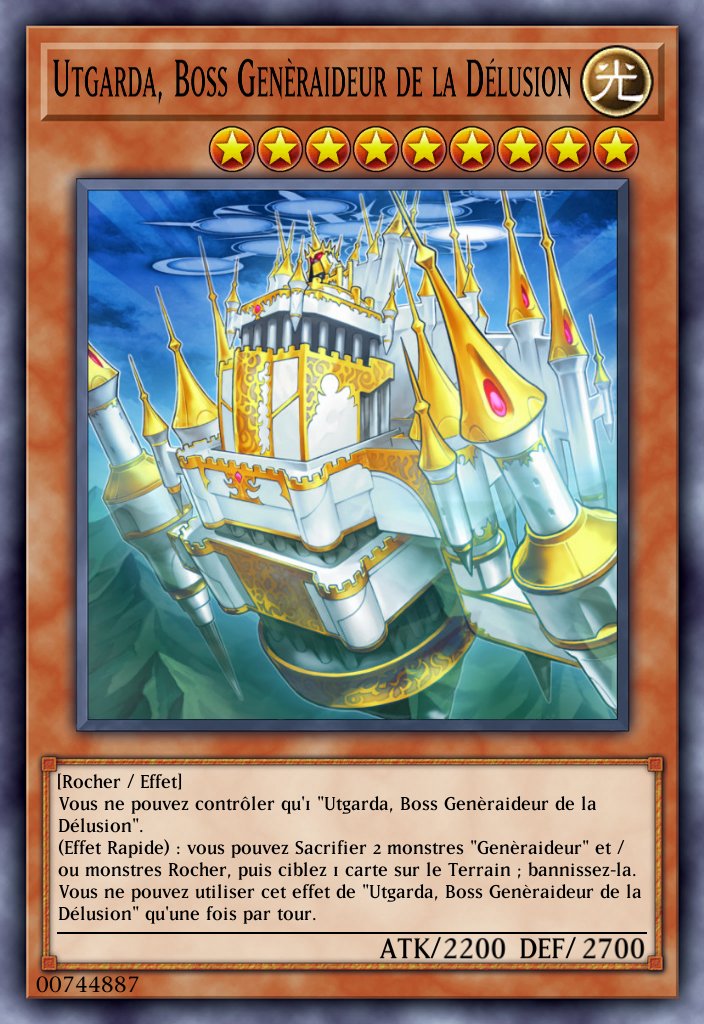 Utgarda, Boss Genèraideur de la Délusion
光
[Rocher / Effet]
Vous ne pouvez contrôler qu'1 "Utgarda, Boss Genèraideur de la
Délusion".
(Effet Rapide) : vous pouvez Sacrifier 2 monstres "Genèraideur" et /
ou monstres Rocher, puis ciblez 1 carte sur le Terrain ; bannissez-la.
Vous ne pouvez utiliser cet effet de "Utgarda, Boss Genèraideur de la
Délusion" qu'une fois par tour.
ATK/2200 DEF/2700
00744887